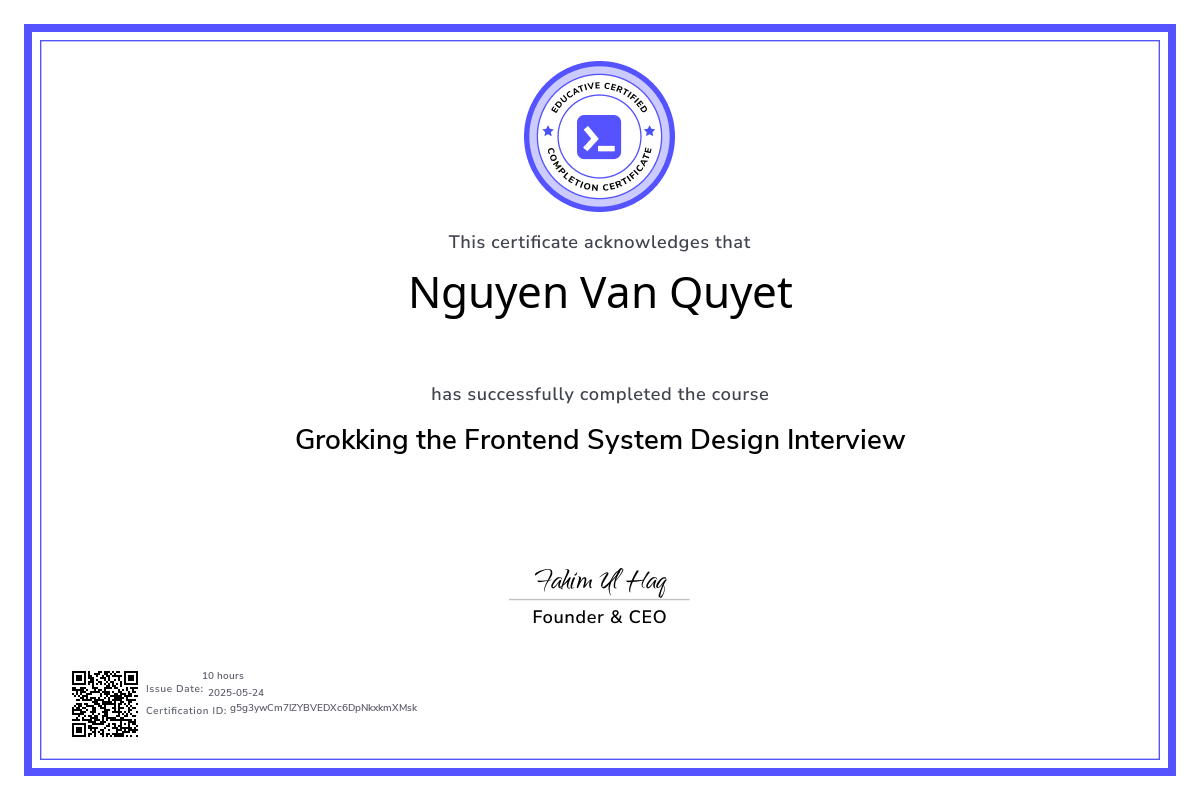 EDUCATIVE CERTIFIED
COMPLETION CERTIFICATE
This certificate acknowledges that
Nguyen Van Quyet
has successfully completed the course
Grokking the Frontend System Design Interview
Fahim Ul Haq
Founder & CEO
10 hours
Issue Date: 2025-05-24
Certification ID: g5g3ywCm7lZYBVEDXc6DpNkxkmXMsk